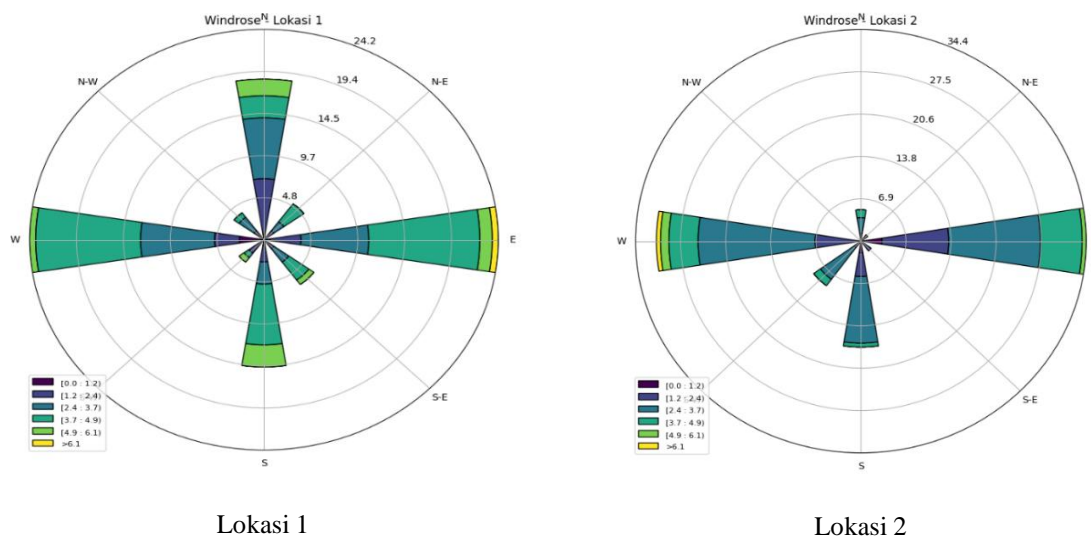 Windrose - Lokasi 1
N
24.2
19.4
14.5
9.7
4.8
N-W
N-E
W
E
S-E
S
[0.0 : 1.2)
[1.2 : 2.4)
[2.4 : 3.7)
[3.7 : 4.9)
[4.9 : 6.1)
>6.1
Lokasi 1
Windrose - Lokasi 2
N
34.4
27.5
20.6
13.8
6.9
N-W
N-E
W
E
S-E
S
[0.0 : 1.2)
[1.2 : 2.4)
[2.4 : 3.7)
[3.7 : 4.9)
[4.9 : 6.1)
>6.1
Lokasi 2